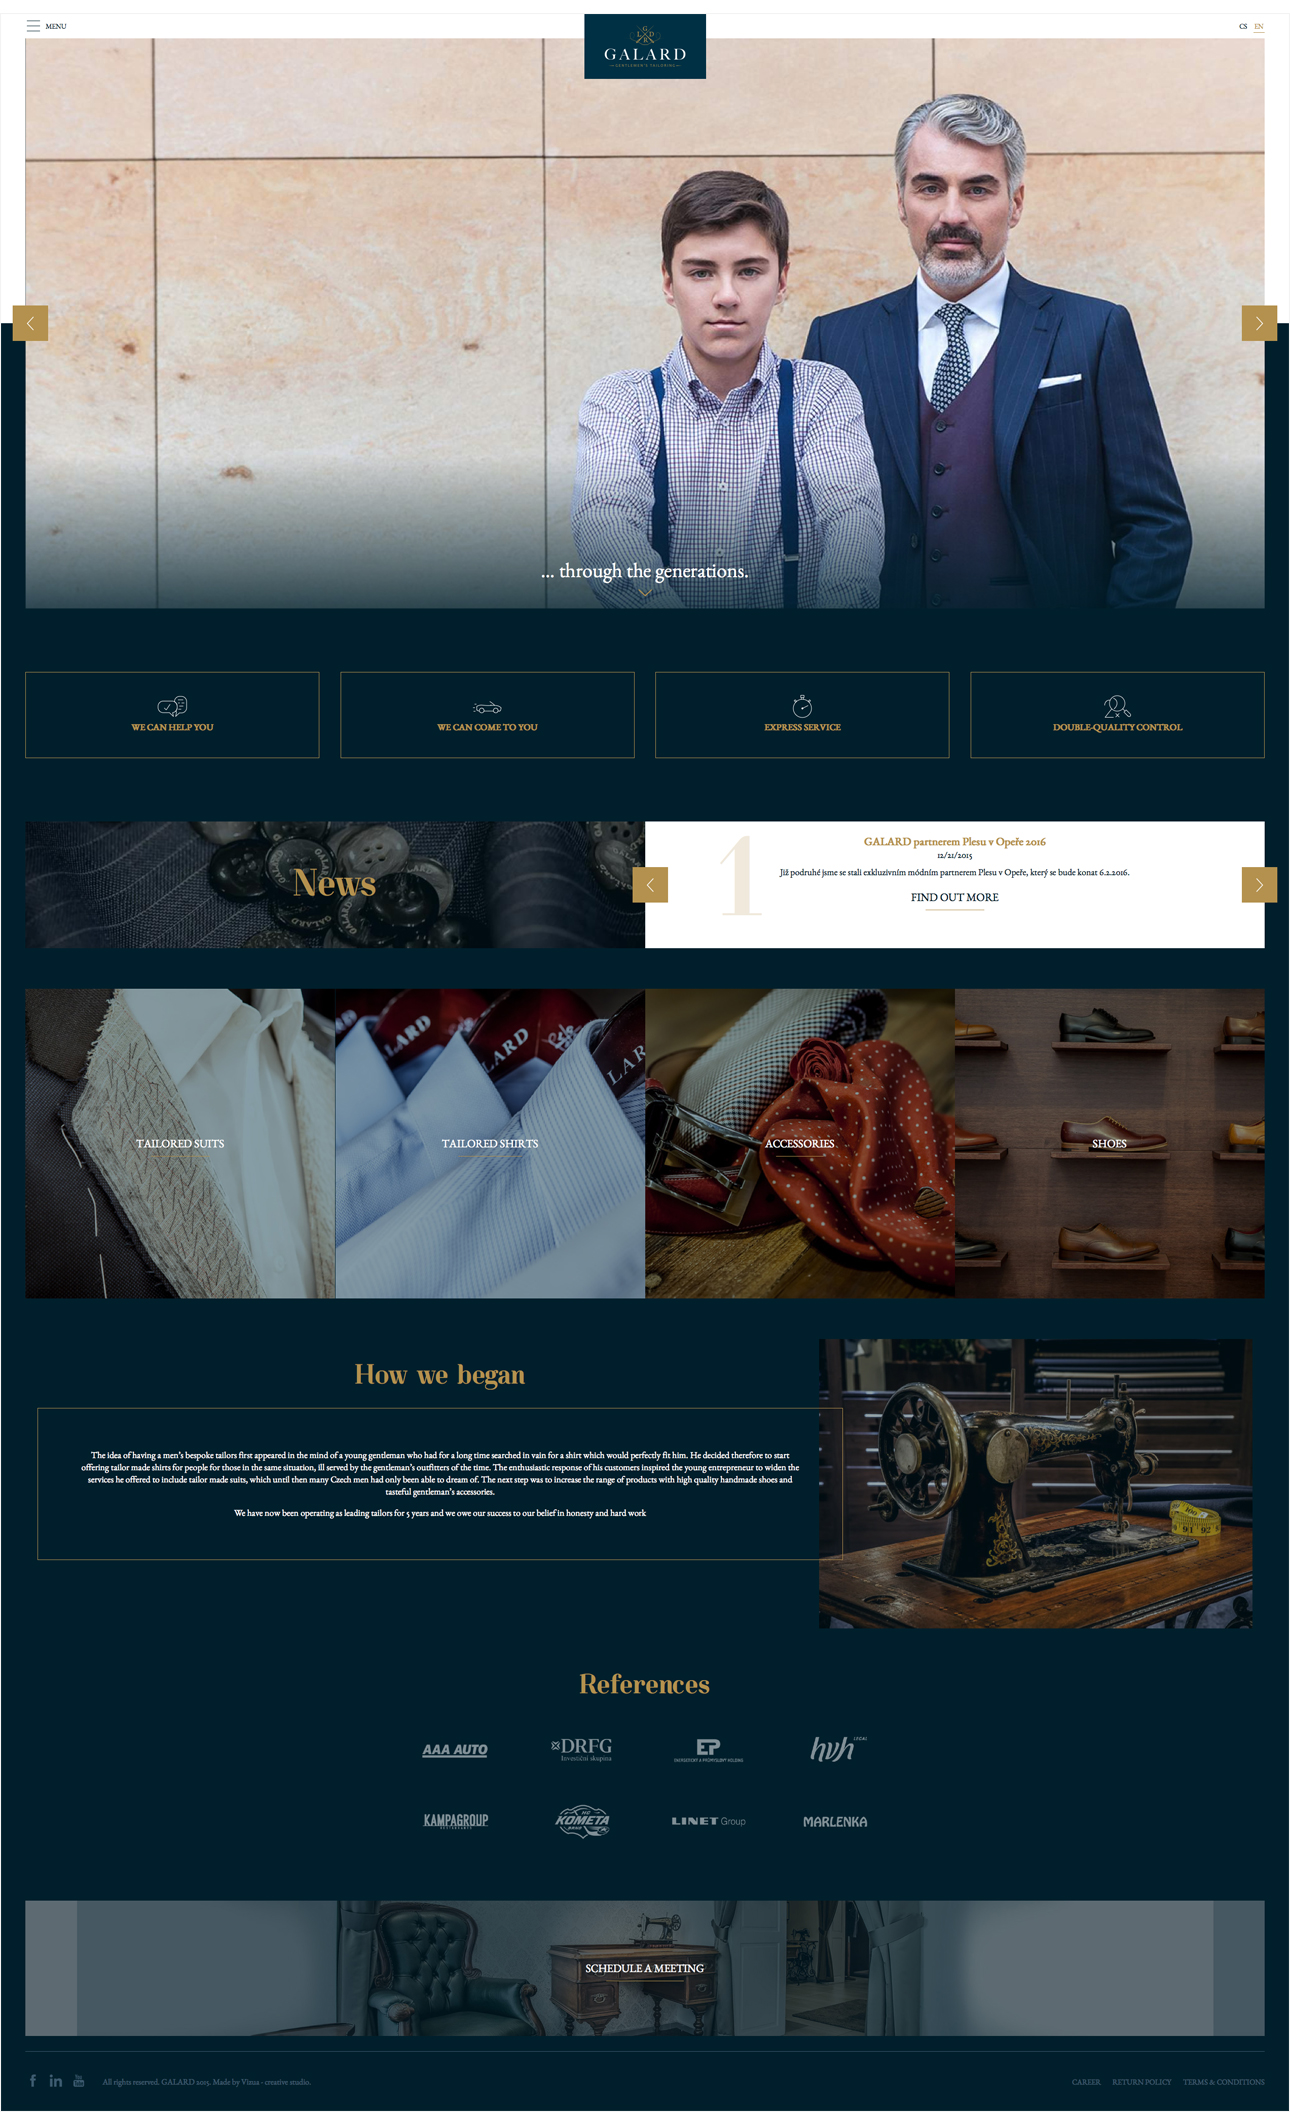 MENU
GALARD
GENTLEMEN'S TAILORING
CS EN
... through the generations.
WE CAN HELP YOU
WE CAN COME TO YOU
EXPRESS SERVICE
DOUBLE-QUALITY CONTROL
News
1
GALARD partnerem Plesu v Opeře 2016
12/21/2015
Již podruhé jsme se stali exkluzivním módním partnerem Plesu v Opeře, který se bude konat 6.2.2016.
FIND OUT MORE
TAILORED SUITS
TAILORED SHIRTS
ACCESSORIES
SHOES
How we began
The idea of having a men's bespoke tailors first appeared in the mind of a young gentleman who had for a long time searched in vain for a shirt which would perfectly fit him. He decided therefore to start
offering tailor made shirts for people for those in the same situation, ill served by the gentleman's outfitters of the time. The enthusiastic response of his customers inspired the young entrepreneur to widen the
services he offered to include tailor made suits, which until then many Czech men had only been able to dream of. The next step was to increase the range of products with high quality handmade shoes and
tasteful gentleman's accessories.
We have now been operating as leading tailors for 5 years and we owe our success to our belief in honesty and hard work
References
AAA AUTO
DRFG
Investiční skupina
EP
ENERGETICKÝ A PRŮMYSLOVÝ HOLDING
hvh LEGAL
KAMPAGROUP
RESTAURANTS
HC
KOMETA
BRNO
LINET Group
MARLENKA
SCHEDULE A MEETING
All rights reserved. GALARD 2015. Made by Vizua - creative studio.
CAREER RETURN POLICY TERMS & CONDITIONS